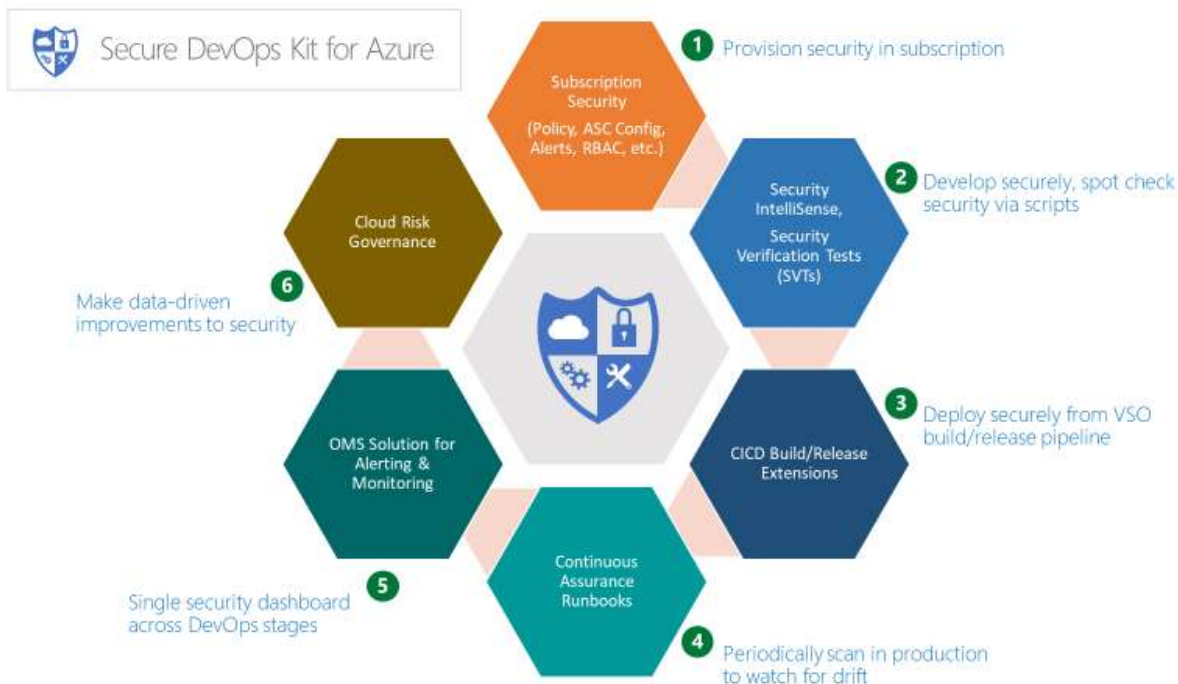 Secure DevOps Kit for Azure
Subscription
Security
(Policy, ASC Config,
Alerts, RBAC, etc.)
1
Provision security in subscription
Security
IntelliSense,
Security
Verification Tests
(SVTs)
2
Develop securely, spot check
security via scripts
CICD Build/Release
Extensions
3
Deploy securely from VSO
build/release pipeline
Continuous
Assurance
Runbooks
4
Periodically scan in production
to watch for drift
OMS Solution for
Alerting &
Monitoring
5
Single security dashboard
across DevOps stages
Cloud Risk
Governance
6
Make data-driven
improvements to security